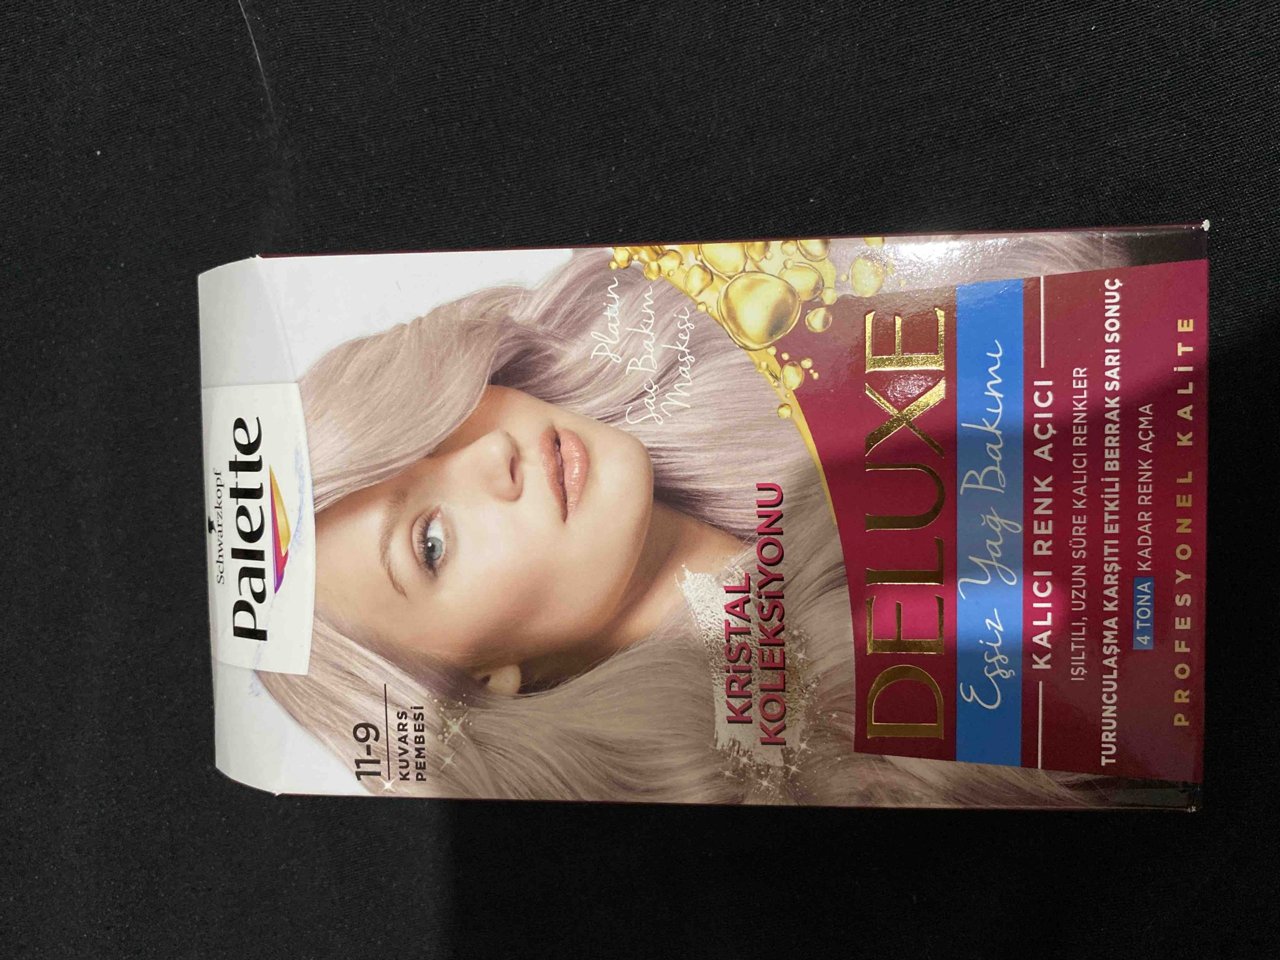 Schwarzkopf
Palette
11-9
KUVARS
PEMBESİ
Platin
Saç Bakım
Maskesi
KRİSTAL
KOLEKSİYONU
DELUXE
Eşsiz Yağ Bakımı
KALICI RENK AÇICI
IŞILTILI, UZUN SÜRE KALICI RENKLER
TURUNCULAŞMA KARŞITI ETKİLİ BERRAK SARI SONUÇ
4 TONA KADAR RENK AÇMA
PROFESYONEL KALİTE